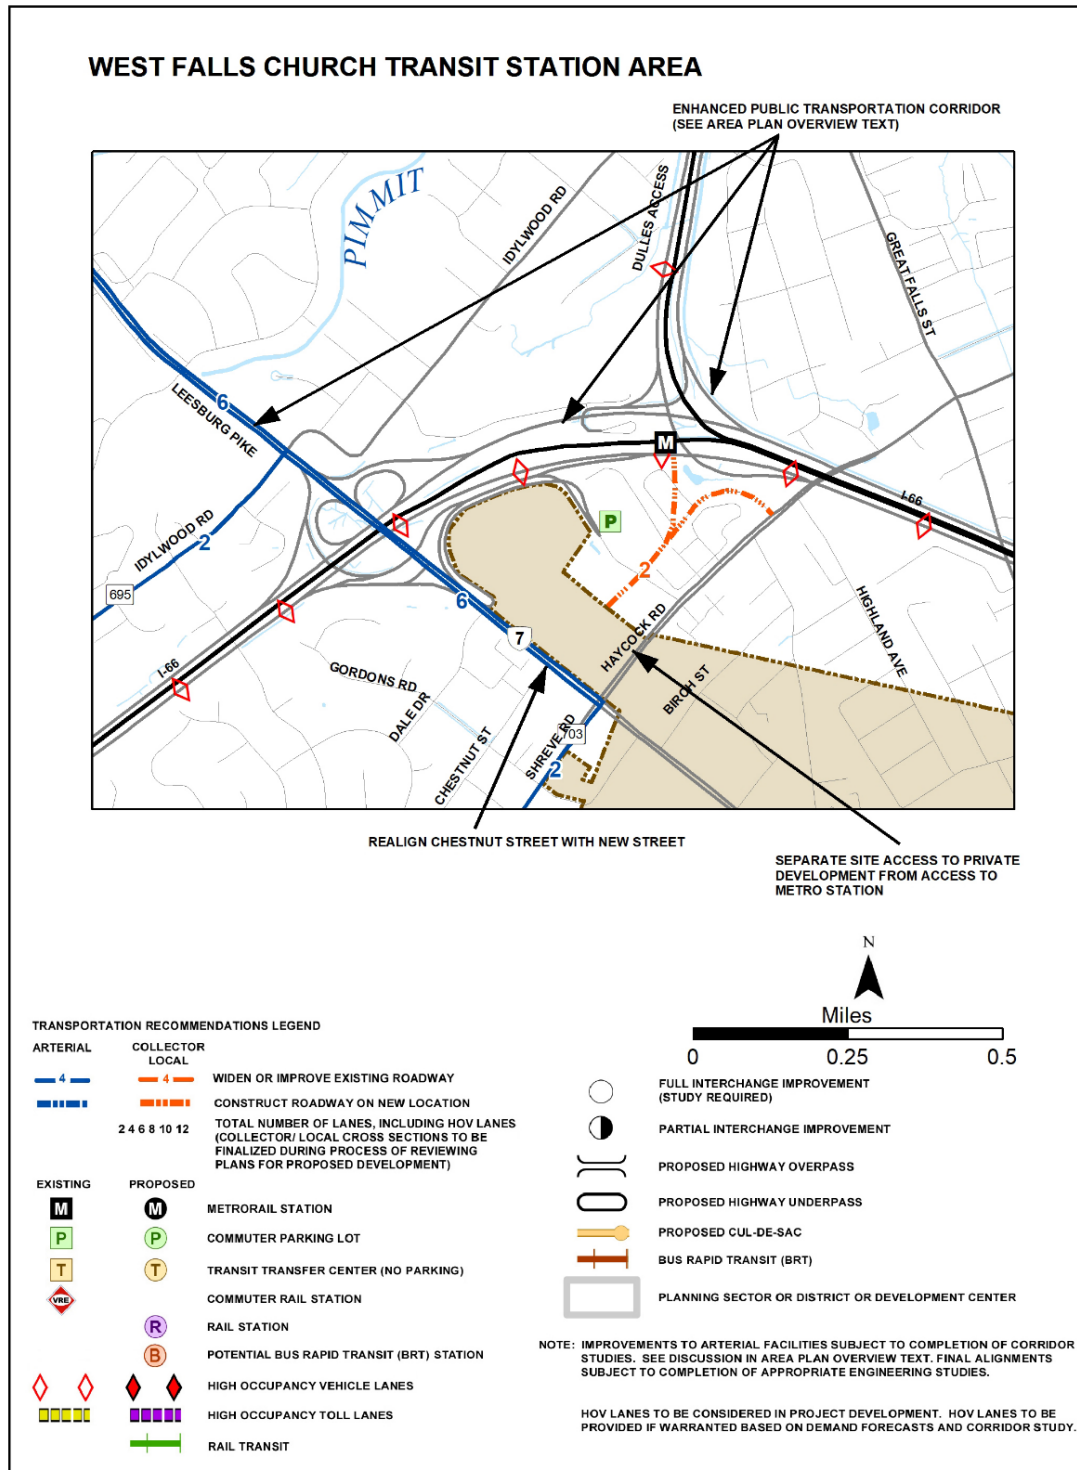 WEST FALLS CHURCH TRANSIT STATION AREA
ENHANCED PUBLIC TRANSPORTATION CORRIDOR
(SEE AREA PLAN OVERVIEW TEXT)
PIMMIT
IDYLWOOD RD
DULLES ACCESS
GREAT FALLS ST
6
LEESBURG PIKE
M
I-66
P
IDYLWOOD RD
2
695
2
6
7
HAYCOCK RD
HIGHLAND AVE
I-66
GORDONS RD
DALE DR
BIRCH ST
CHESTNUT ST
SHREVE RD
703
2
REALIGN CHESTNUT STREET WITH NEW STREET
SEPARATE SITE ACCESS TO PRIVATE
DEVELOPMENT FROM ACCESS TO
METRO STATION
N
Miles
0 0.25 0.5
TRANSPORTATION RECOMMENDATIONS LEGEND
ARTERIAL COLLECTOR
LOCAL
4 4 WIDEN OR IMPROVE EXISTING ROADWAY
CONSTRUCT ROADWAY ON NEW LOCATION
2 4 6 8 10 12 TOTAL NUMBER OF LANES, INCLUDING HOV LANES
(COLLECTOR/ LOCAL CROSS SECTIONS TO BE
FINALIZED DURING PROCESS OF REVIEWING
PLANS FOR PROPOSED DEVELOPMENT)
EXISTING PROPOSED
M M METRORAIL STATION
P P COMMUTER PARKING LOT
T T TRANSIT TRANSFER CENTER (NO PARKING)
VRE COMMUTER RAIL STATION
R RAIL STATION
B POTENTIAL BUS RAPID TRANSIT (BRT) STATION
HIGH OCCUPANCY VEHICLE LANES
HIGH OCCUPANCY TOLL LANES
RAIL TRANSIT
FULL INTERCHANGE IMPROVEMENT
(STUDY REQUIRED)
PARTIAL INTERCHANGE IMPROVEMENT
PROPOSED HIGHWAY OVERPASS
PROPOSED HIGHWAY UNDERPASS
PROPOSED CUL-DE-SAC
BUS RAPID TRANSIT (BRT)
PLANNING SECTOR OR DISTRICT OR DEVELOPMENT CENTER
NOTE: IMPROVEMENTS TO ARTERIAL FACILITIES SUBJECT TO COMPLETION OF CORRIDOR
STUDIES. SEE DISCUSSION IN AREA PLAN OVERVIEW TEXT. FINAL ALIGNMENTS
SUBJECT TO COMPLETION OF APPROPRIATE ENGINEERING STUDIES.
HOV LANES TO BE CONSIDERED IN PROJECT DEVELOPMENT. HOV LANES TO BE
PROVIDED IF WARRANTED BASED ON DEMAND FORECASTS AND CORRIDOR STUDY.